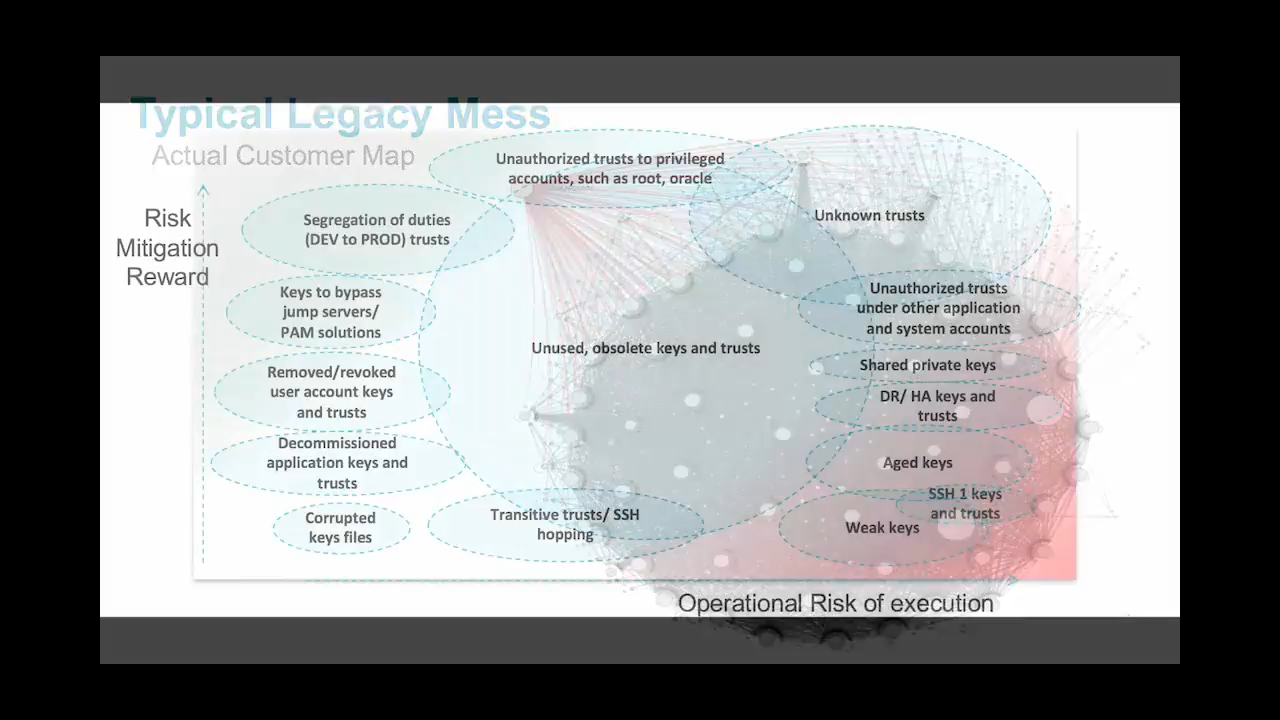 Typical Legacy Mess
Actual Customer Map
Risk
Mitigation
Reward
Unauthorized trusts to privileged
accounts, such as root, oracle
Segregation of duties
(DEV to PROD) trusts
Unknown trusts
Keys to bypass
jump servers/
PAM solutions
Unauthorized trusts
under other application
and system accounts
Unused, obsolete keys and trusts
Shared private keys
Removed/revoked
user account keys
and trusts
DR/ HA keys and
trusts
Decommissioned
application keys and
trusts
Aged keys
SSH 1 keys
and trusts
Corrupted
keys files
Transitive trusts/ SSH
hopping
Weak keys
Operational Risk of execution